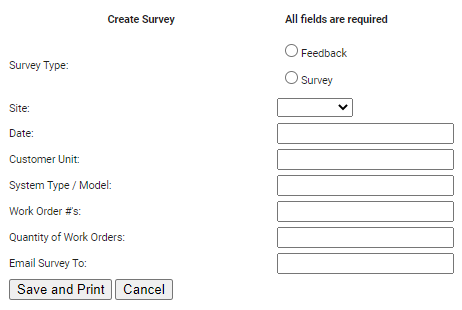 Create Survey All fields are required
Feedback
Survey Type:
Survey
Site:
Date:
Customer Unit:
System Type / Model:
Work Order #'s:
Quantity of Work Orders:
Email Survey To:
Save and Print Cancel